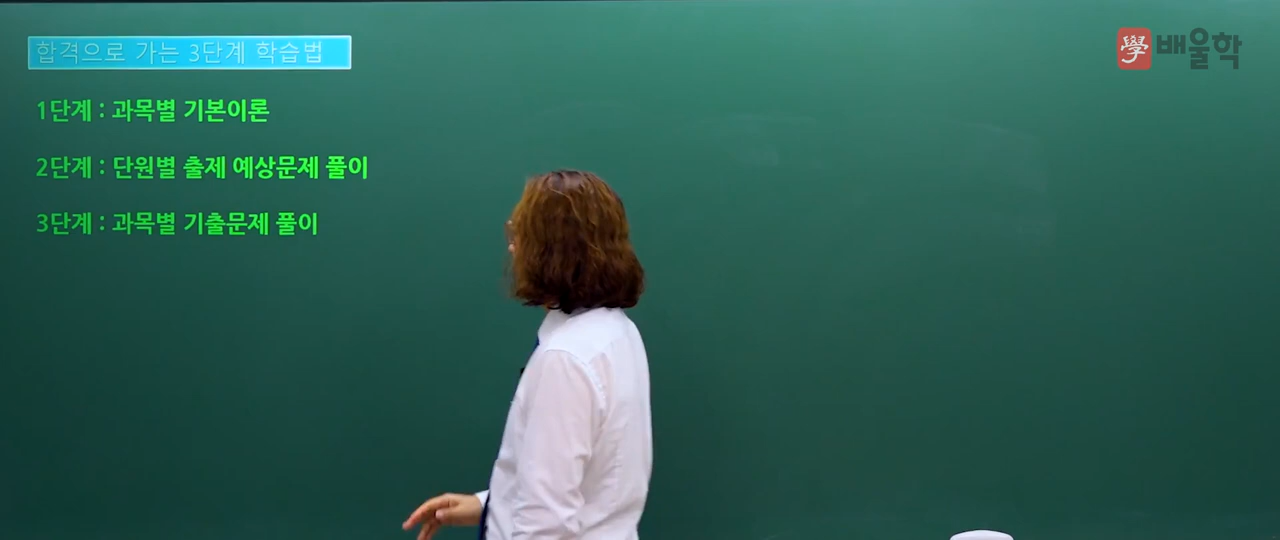 합격으로 가는 3단계 학습법
學 배울학
1단계 : 과목별 기본이론
2단계 : 단원별 출제 예상문제 풀이
3단계 : 과목별 기출문제 풀이